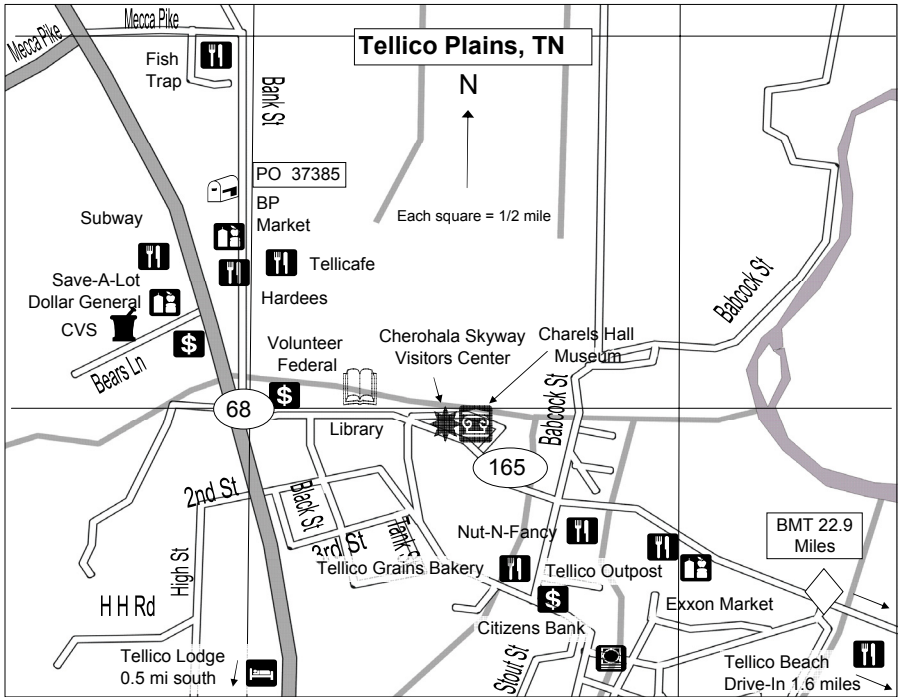 Mecca Pike
Mecca Pike
Tellico Plains, TN
Fish
Trap
N
Bank St
PO 37385
BP
Market
Each square = 1/2 mile
Subway
Tellicafe
Save-A-Lot
Dollar General
Hardees
CVS
$
Bears Ln
Babcock St
Volunteer
Federal
$
Cherohala Skyway
Visitors Center
Charels Hall
Museum
Babcock St
68
Library
165
2nd St
Black St
3rd St
Tank S
Nut-N-Fancy
BMT 22.9
Miles
Tellico Grains Bakery
Tellico Outpost
High St
H H Rd
$
Exxon Market
Citizens Bank
Stout St
Tellico Lodge
0.5 mi south
Tellico Beach
Drive-In 1.6 miles